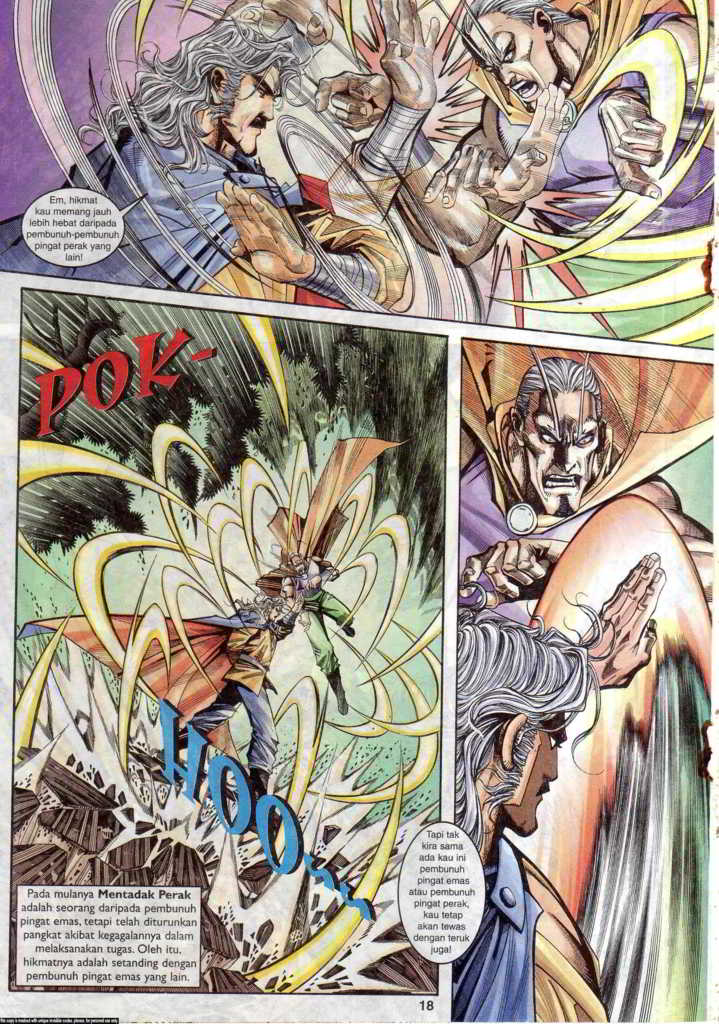 Em, hikmat
kau memang jauh
lebih hebat daripada
pembunuh-pembunuh
pingat perak yang
lain!
POK-
HOO~~
Pada mulanya Mentadak Perak
adalah seorang daripada pembunuh
pingat emas, tetapi telah diturunkan
pangkat akibat kegagalannya dalam
melaksanakan tugas. Oleh itu,
hikmatnya adalah setanding dengan
pembunuh pingat emas yang lain.
Tapi tak
kira sama
ada kau ini
pembunuh
pingat emas
atau pembunuh
pingat perak,
kau tetap
akan tewas
dengan teruk
juga!
18